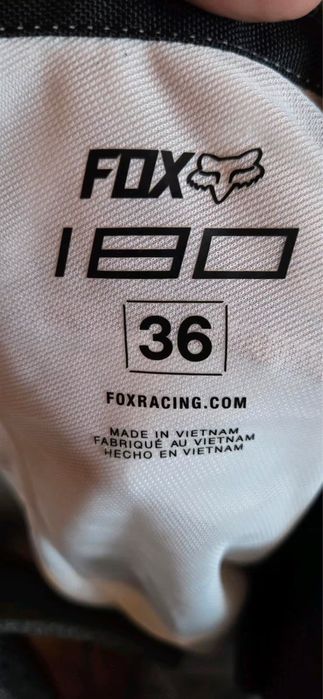 FOX
180
36
FOXRACING.COM
MADE IN VIETNAM
FABRIQUÉ AU VIETNAM
HECHO EN VIETNAM